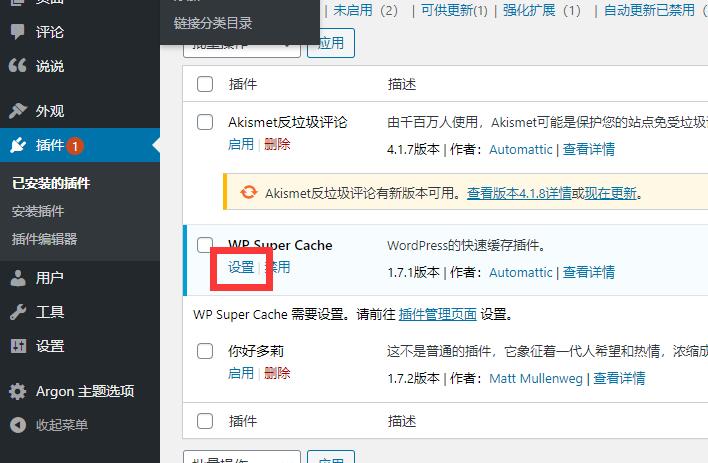 评论
说说
外观
插件 1
已安装的插件
安装插件
插件编辑器
用户
工具
设置
Argon 主题选项
收起菜单
链接分类目录
| 未启用 (2) | 可供更新(1) | 强化扩展 (1) | 自动更新已禁用
批量操作
应用
插件 描述
Akismet反垃圾评论
启用 | 删除
由千百万人使用,Akismet可能是保护您的站点免受垃圾
4.1.7版本 | 作者:Automattic | 查看详情
Akismet反垃圾评论有新版本可用。查看版本4.1.8详情或现在更新。
WP Super Cache
设置 | 禁用
WordPress的快速缓存插件。
1.7.1版本 | 作者:Automattic | 查看详情
WP Super Cache 需要设置。请前往 插件管理页面 设置。
你好多莉
启用 | 删除
这不是普通的插件,它象征着一代人希望和热情,浓缩成
1.7.2版本 | 作者:Matt Mullenweg | 查看详情
插件 描述
批量操作
应用